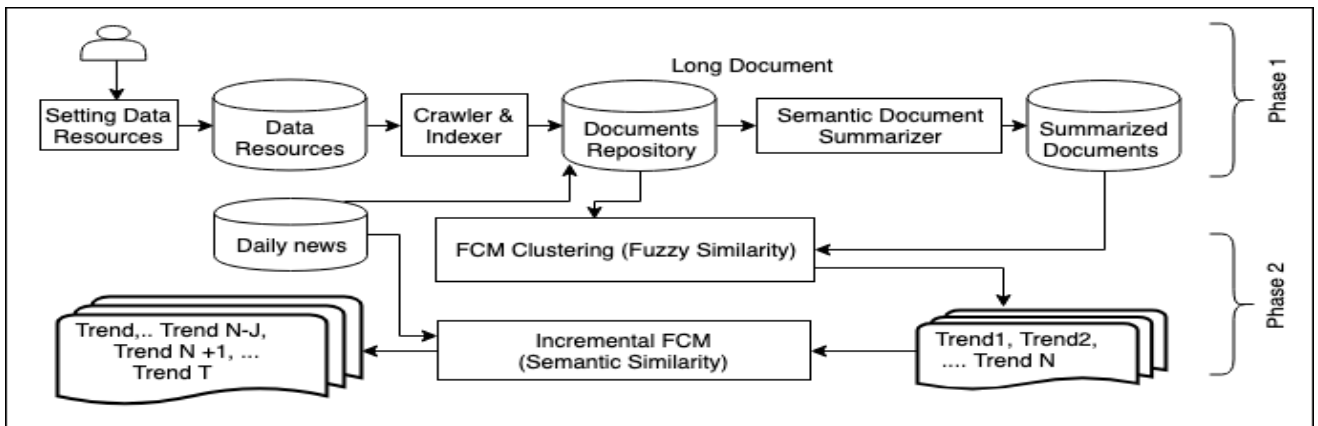 Long Document
Phase 1
Setting Data
Resources
Data
Resources
Crawler &
Indexer
Documents
Repository
Semantic Document
Summarizer
Summarized
Documents
Daily news
FCM Clustering (Fuzzy Similarity)
Phase 2
Trend,.. Trend N-J,
Trend N +1, ...
Trend T
Incremental FCM
(Semantic Similarity)
Trend1, Trend2,
.... Trend N